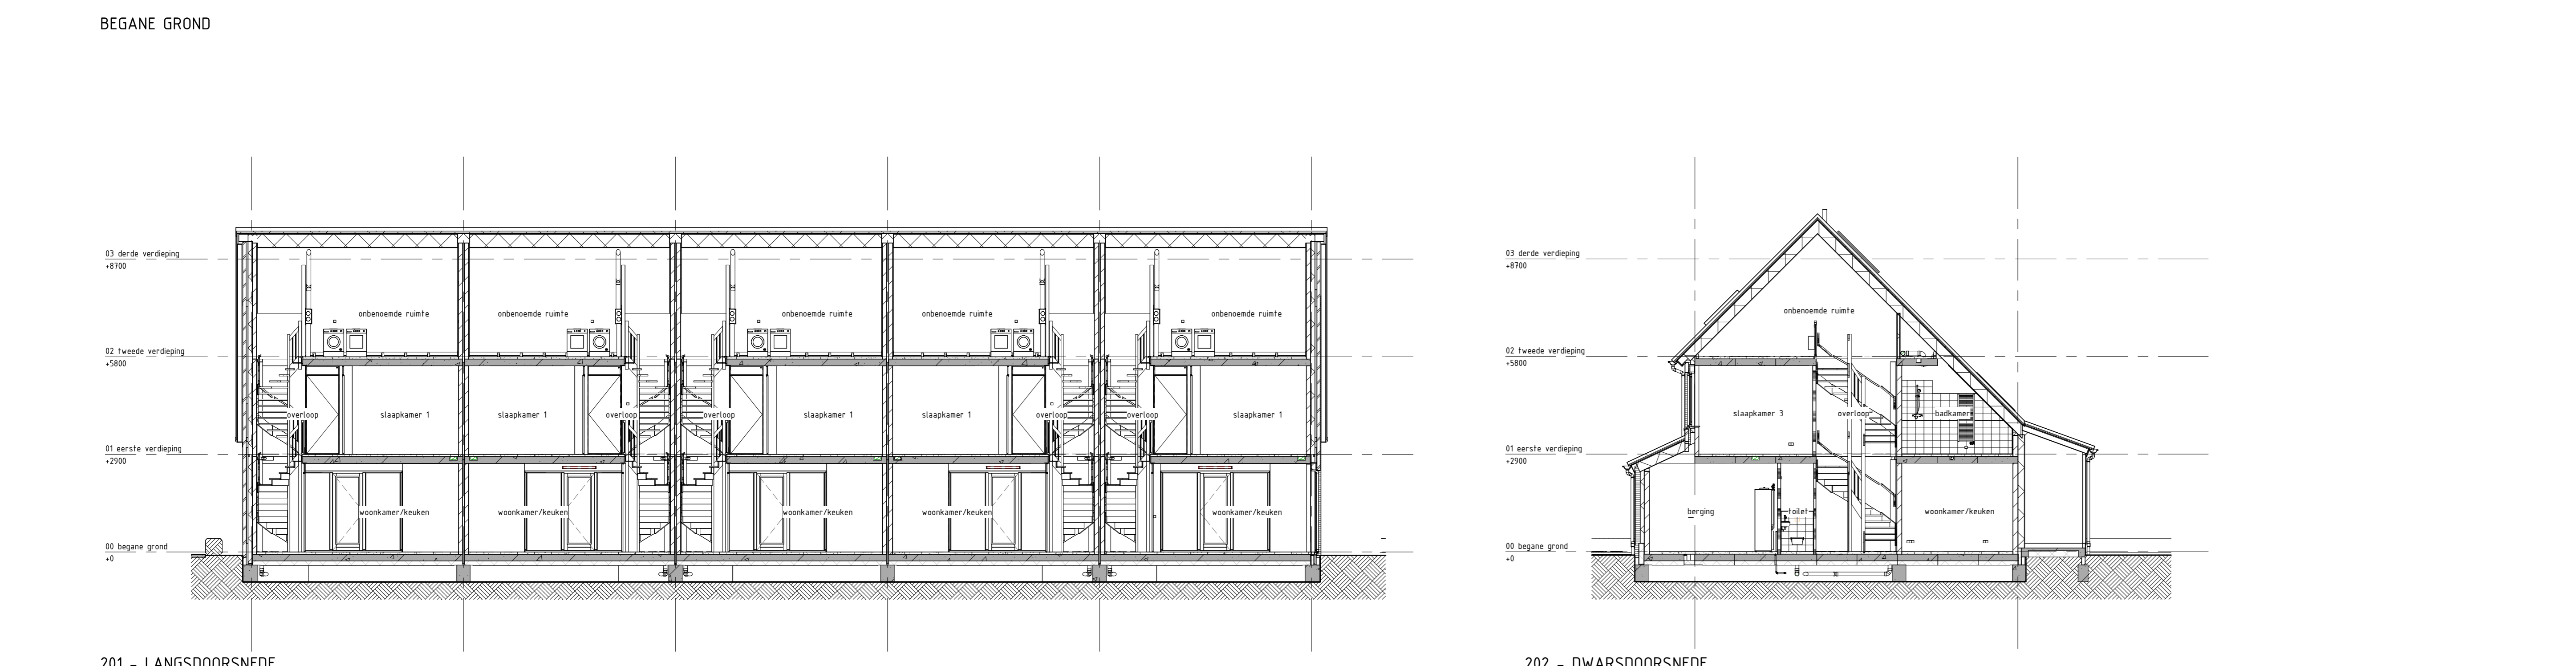 BEGANE GROND
03 derde verdieping
+8700
02 tweede verdieping
+5800
01 eerste verdieping
+2900
00 begane grond
+0
onbenoemde ruimte
onbenoemde ruimte
onbenoemde ruimte
onbenoemde ruimte
onbenoemde ruimte
overloop
slaapkamer 1
slaapkamer 1
overloop
overloop
slaapkamer 1
slaapkamer 1
overloop
overloop
slaapkamer 1
woonkamer/keuken
woonkamer/keuken
woonkamer/keuken
woonkamer/keuken
woonkamer/keuken
201 - LANGSDOORSNEDE
03 derde verdieping
+8700
02 tweede verdieping
+5800
01 eerste verdieping
+2900
00 begane grond
+0
onbenoemde ruimte
slaapkamer 3
overloop
badkamer
berging
toilet
woonkamer/keuken
202 - DWARSDOORSNEDE